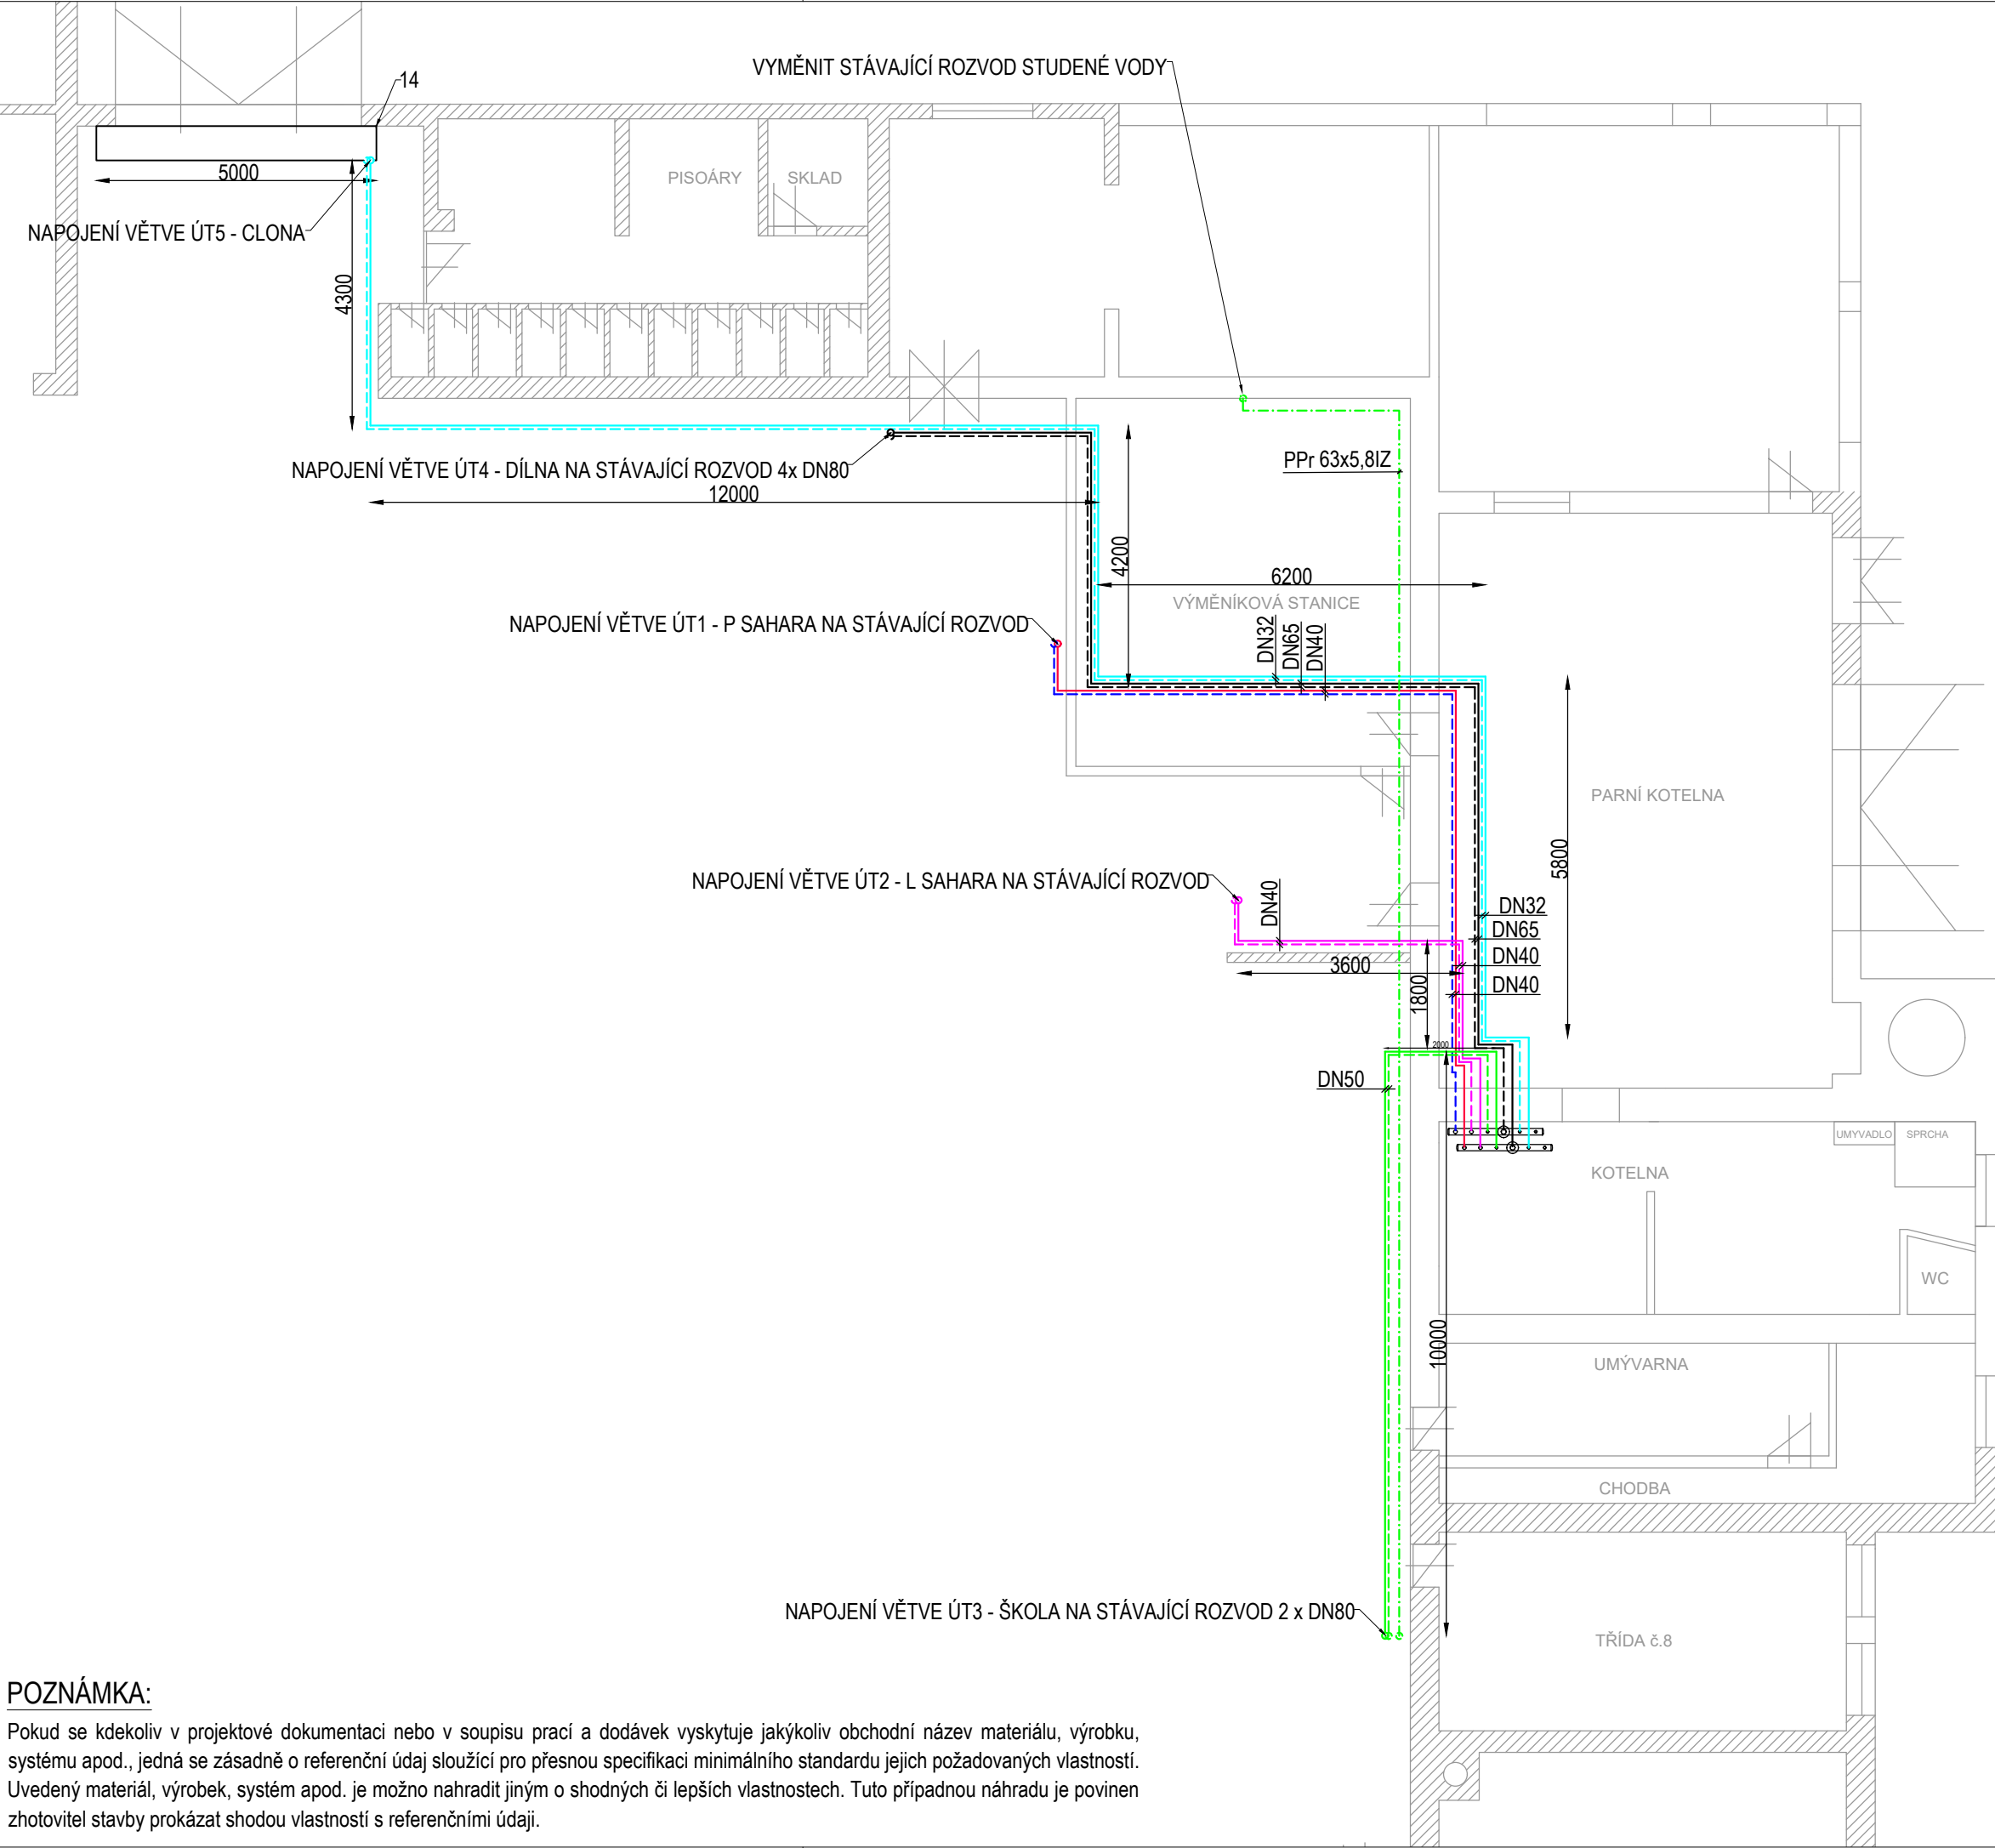 VYMĚNIT STÁVAJÍCÍ ROZVOD STUDENÉ VODY
14
5000
PISOÁRY
SKLAD
NAPOJENÍ VĚTVE ÚT5 - CLONA
4300
NAPOJENÍ VĚTVE ÚT4 - DÍLNA NA STÁVAJÍCÍ ROZVOD 4x DN80
PPr 63x5,8IZ
12000
4200
6200
VÝMĚNÍKOVÁ STANICE
NAPOJENÍ VĚTVE ÚT1 - P SAHARA NA STÁVAJÍCÍ ROZVOD
DN32
DN65
DN40
PARNÍ KOTELNA
5800
NAPOJENÍ VĚTVE ÚT2 - L SAHARA NA STÁVAJÍCÍ ROZVOD
DN40
DN32
DN65
DN40
DN40
3600
1800
2000
DN50
UMYVADLO
SPRCHA
KOTELNA
WC
10000
UMÝVARNA
CHODBA
NAPOJENÍ VĚTVE ÚT3 - ŠKOLA NA STÁVAJÍCÍ ROZVOD 2 x DN80
TŘÍDA č.8
POZNÁMKA:
Pokud se kdekoliv v projektové dokumentaci nebo v soupisu prací a dodávek vyskytuje jakýkoliv obchodní název materiálu, výrobku,
systému apod., jedná se zásadně o referenční údaj sloužící pro přesnou specifikaci minimálního standardu jejich požadovaných vlastností.
Uvedený materiál, výrobek, systém apod. je možno nahradit jiným o shodných či lepších vlastnostech. Tuto případnou náhradu je povinen
zhotovitel stavby prokázat shodou vlastností s referenčními údaji.